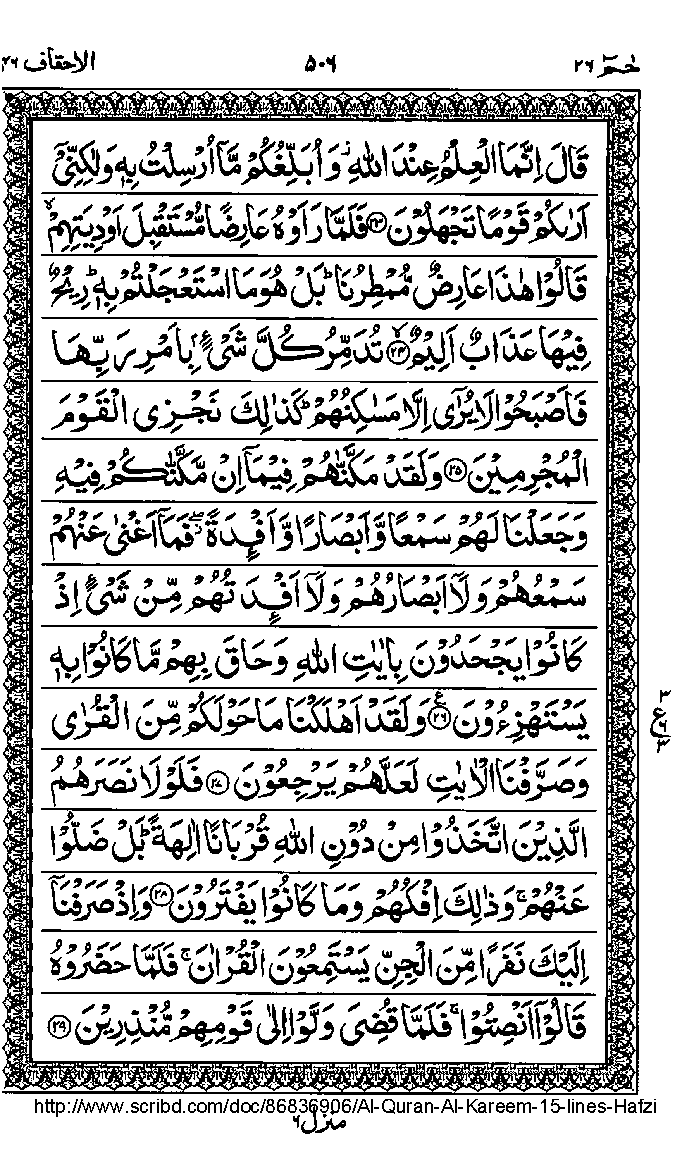 حٰمٓ ٢٦ ٥٠٦ الاحقاف ٤٦
قَالَ اِنَّمَا الْعِلْمُ عِنْدَ اللّٰهِ ۖ وَ اُبَلِّغُكُمْ مَّاۤ اُرْسِلْتُ بِهٖ وَلٰكِنِّیْۤ
اَرٰىكُمْ قَوْمًا تَجْهَلُوْنَ ﴿٢٣﴾ فَلَمَّا رَاَوْهُ عَارِضًا مُّسْتَقْبِلَ اَوْدِیَتِهِمْ ۙ
قَالُوْا هٰذَا عَارِضٌ مُّمْطِرُنَا ؕ بَلْ هُوَ مَا اسْتَعْجَلْتُمْ بِهٖ ؕ رِیْحٌ
فِیْهَا عَذَابٌ اَلِیْمٌ ﴿٢٤﴾ۙ تُدَمِّرُ كُلَّ شَیْءٍۭ بِاَمْرِ رَبِّهَا
فَاَصْبَحُوْا لَا یُرٰۤی اِلَّا مَسٰكِنُهُمْ ؕ كَذٰلِكَ نَجْزِی الْقَوْمَ
الْمُجْرِمِیْنَ ﴿٢٥﴾ وَلَقَدْ مَكَّنّٰهُمْ فِیْمَاۤ اِنْ مَّكَّنّٰكُمْ فِیْهِ
وَجَعَلْنَا لَهُمْ سَمْعًا وَّ اَبْصَارًا وَّ اَفْـِٕدَةً ۖ فَمَاۤ اَغْنٰی عَنْهُمْ
سَمْعُهُمْ وَلَاۤ اَبْصَارُهُمْ وَلَاۤ اَفْـِٕدَتُهُمْ مِّنْ شَیْءٍ اِذْ
كَانُوْا یَجْحَدُوْنَ بِاٰیٰتِ اللّٰهِ وَحَاقَ بِهِمْ مَّا كَانُوْا بِهٖ
یَسْتَهْزِءُوْنَ ﴿٢٦﴾ۧ وَلَقَدْ اَهْلَكْنَا مَا حَوْلَكُمْ مِّنَ الْقُرٰی
وَصَرَّفْنَا الْاٰیٰتِ لَعَلَّهُمْ یَرْجِعُوْنَ ﴿٢٧﴾ فَلَوْلَا نَصَرَهُمُ
الَّذِیْنَ اتَّخَذُوْا مِنْ دُوْنِ اللّٰهِ قُرْبَانًا اٰلِهَةً ؕ بَلْ ضَلُّوْا
عَنْهُمْ ۚ وَذٰلِكَ اِفْكُهُمْ وَمَا كَانُوْا یَفْتَرُوْنَ ﴿٢٨﴾ وَاِذْ صَرَفْنَاۤ
اِلَیْكَ نَفَرًا مِّنَ الْجِنِّ یَسْتَمِعُوْنَ الْقُرْاٰنَ ۚ فَلَمَّا حَضَرُوْهُ
قَالُوْۤا اَنْصِتُوْا ۚ فَلَمَّا قُضِیَ وَلَّوْا اِلٰی قَوْمِهِمْ مُّنْذِرِیْنَ ﴿٢٩﴾
http://www.scribd.com/doc/86836906/Al-Quran-Al-Kareem-15-lines-Hafzi
منزل ٦